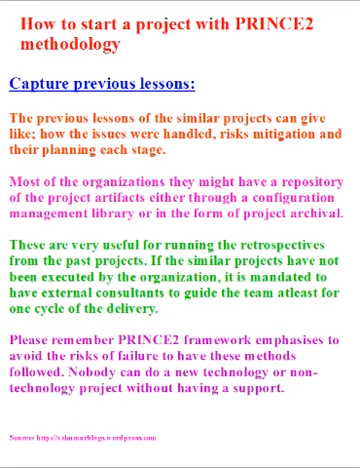 How to start a project with PRINCE2
methodology
Capture previous lessons:
The previous lessons of the similar projects can give
like; how the issues were handled, risks mitigation and
their planning each stage.
Most of the organizations they might have a repository
of the project artifacts either through a configuration
management library or in the form of project archival.
These are very useful for running the retrospectives
from the past projects. If the similar projects have not
been executed by the organization, it is mandated to
have external consultants to guide the team atleast for
one cycle of the delivery.
Please remember PRINCE2 framework emphasises to
avoid the risks of failure to have these methods
followed. Nobody can do a new technology or non-
technology project without having a support.